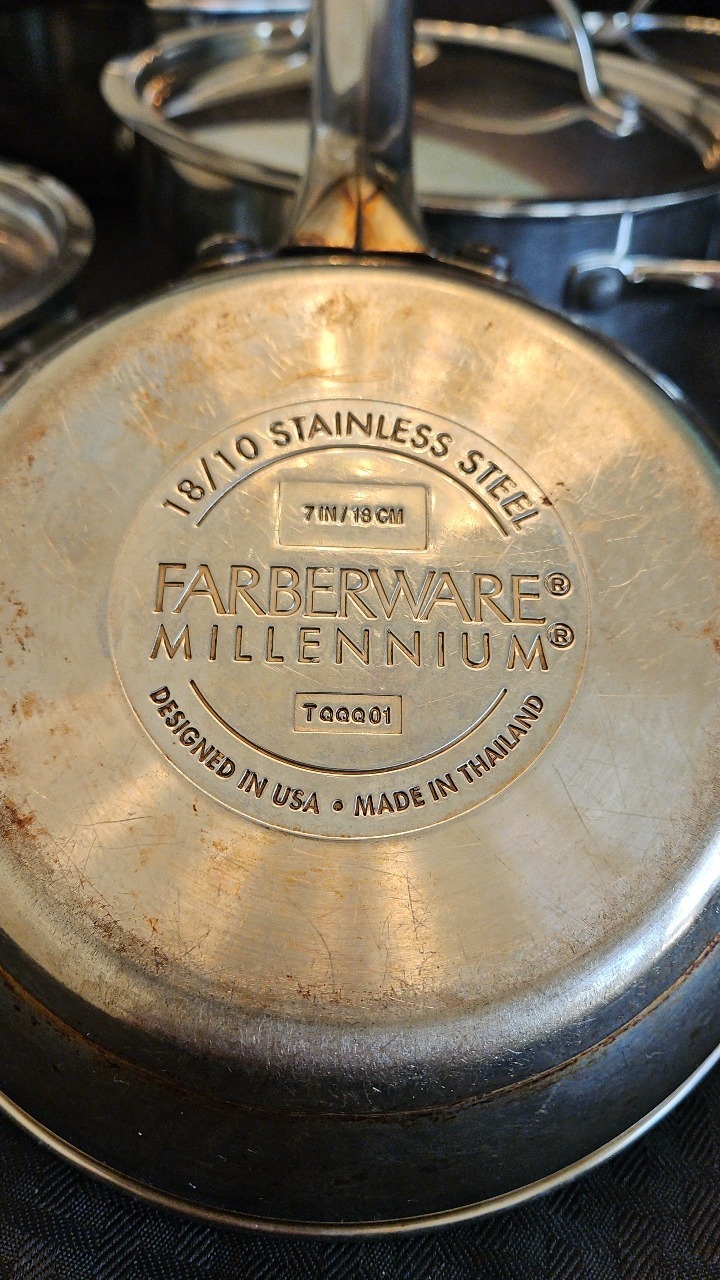 18/10 STAINLESS STEEL
7 IN / 18 CM
FARBERWARE®
MILLENNIUM®
TQQQ01
DESIGNED IN USA • MADE IN THAILAND